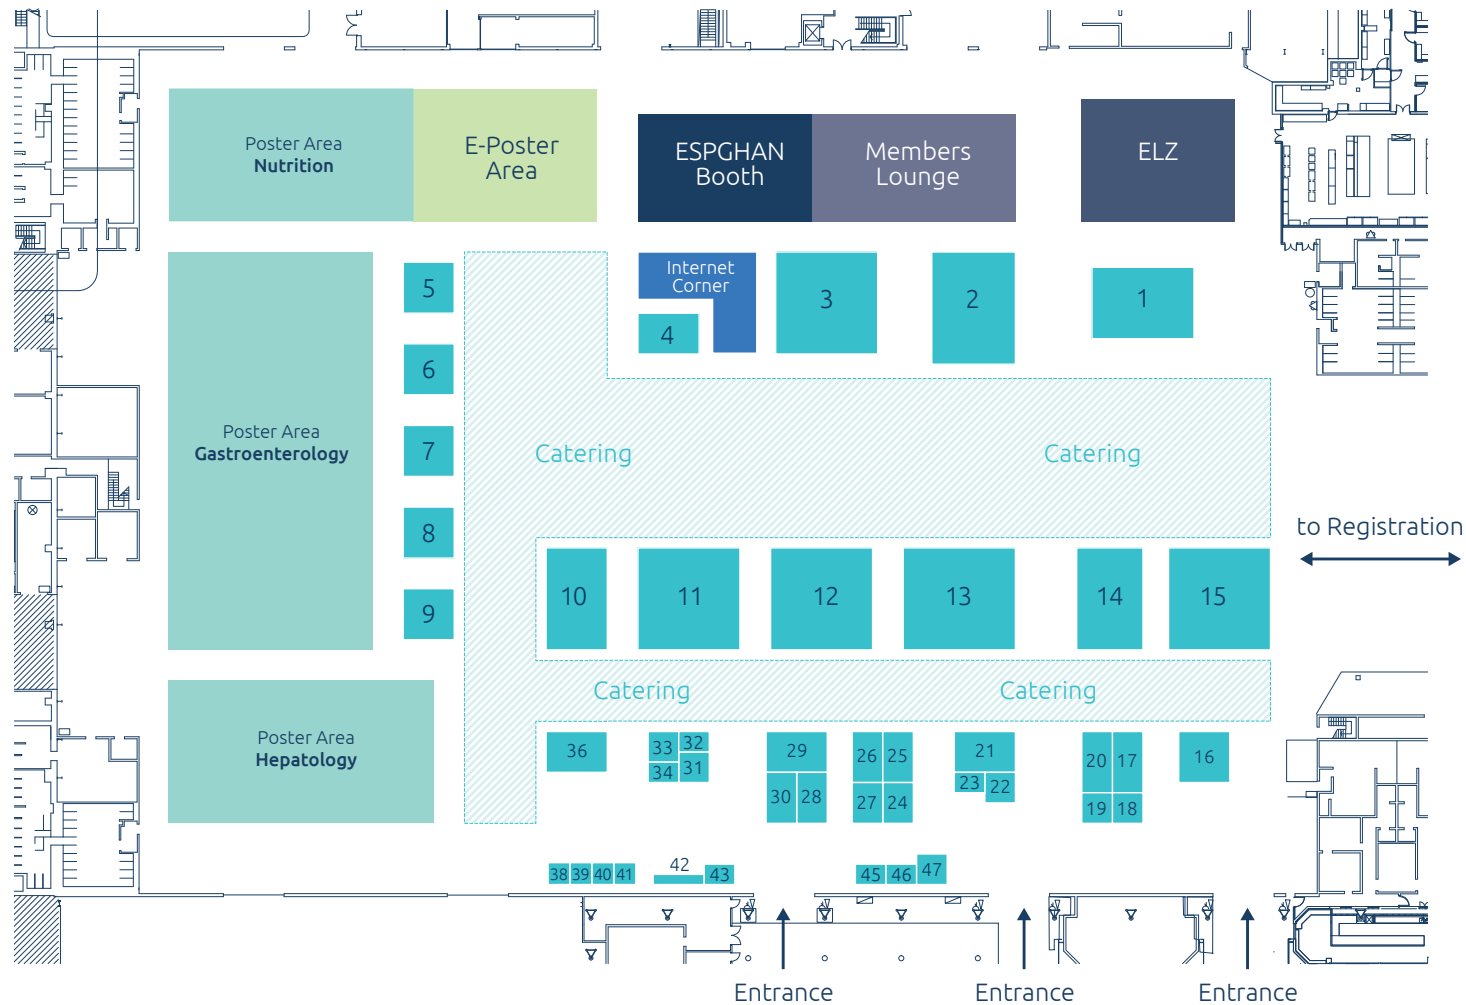 Poster Area
Nutrition
E-Poster
Area
ESPGHAN
Booth
Members
Lounge
ELZ
Internet
Corner
5
4
3
2
1
6
7
8
9
Poster Area
Gastroenterology
Catering
Catering
to Registration
10
11
12
13
14
15
Catering
Catering
Poster Area
Hepatology
36
33
32
34
31
29
30
28
26
25
27
24
21
23
22
20
17
19
18
16
38
39
40
41
42
43
45
46
47
Entrance
Entrance
Entrance